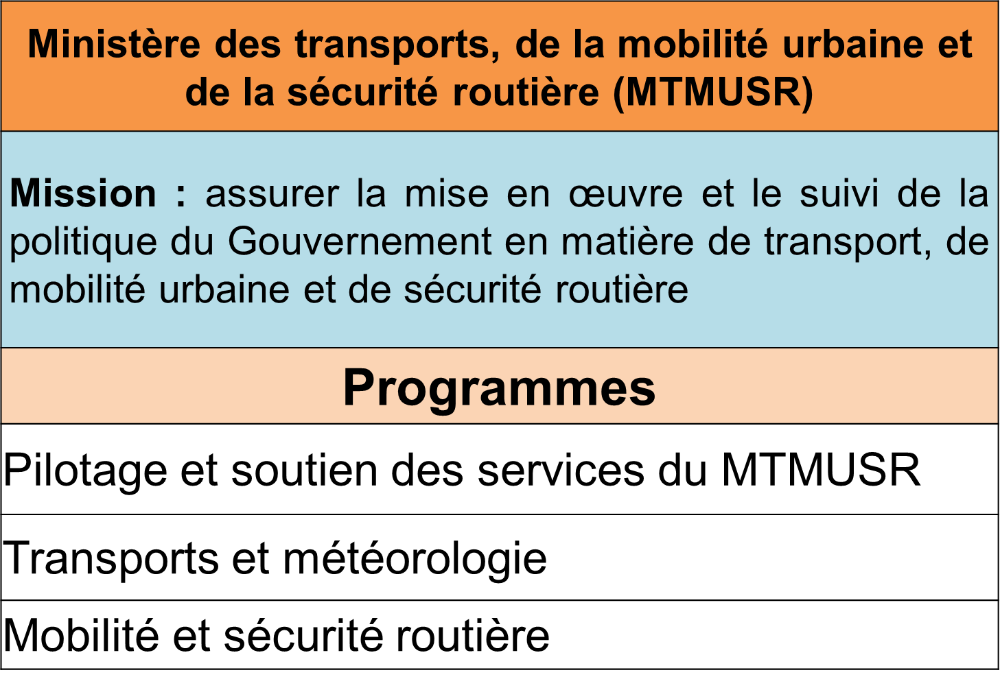 Ministère des transports, de la mobilité urbaine et
de la sécurité routière (MTMUSR)
Mission : assurer la mise en œuvre et le suivi de la
politique du Gouvernement en matière de transport, de
mobilité urbaine et de sécurité routière
Programmes
Pilotage et soutien des services du MTMUSR
Transports et météorologie
Mobilité et sécurité routière